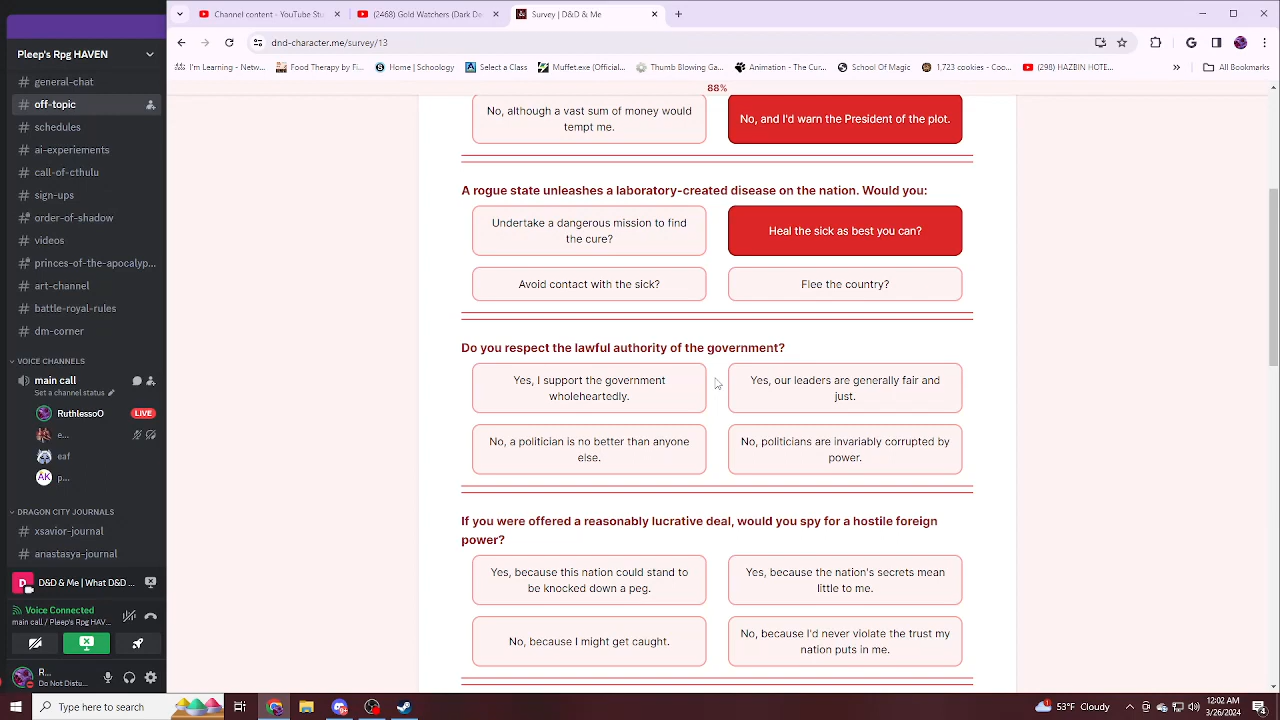 Channel content - YouTube Stu
(2468) Gold Watchers (Dark Do
Survey | D&D & Me
Pleep's Rpg HAVEN
dnd-character.me/survey/13
I'm Learning - Netw...
Food Therapy by Fi...
Home | Schoology
Select a Class
Muffet.exe (Official...
Thumb Blowing Ga...
Animation - The Cur...
School Of Magic
1,723 cookies - Coo...
(298) HAZBIN HOTE...
All Bookmarks
general-chat
off-topic
schedules
ai-experiements
call-of-cthulu
sign-ups
order-of-shadow
videos
princes-of-the-apocalyp...
art-channel
battle-royal-rules
dm-corner
VOICE CHANNELS
main call
Set a channel status
RuthlessO
LIVE
e...
eaf
AK
p...
DRAGON CITY JOURNALS
xsavior-journal
anastasya-journal
D
D&D & Me | What D&D ...
Voice Connected
main call / Pleep's Rpg HAV...
R...
Do Not Distu...
88%
No, although a vast sum of money would
tempt me.
No, and I'd warn the President of the plot.
A rogue state unleashes a laboratory-created disease on the nation. Would you:
Undertake a dangerous mission to find
the cure?
Heal the sick as best you can?
Avoid contact with the sick?
Flee the country?
Do you respect the lawful authority of the government?
Yes, I support the government
wholeheartedly.
Yes, our leaders are generally fair and
just.
No, a politician is no better than anyone
else.
No, politicians are invariably corrupted by
power.
If you were offered a reasonably lucrative deal, would you spy for a hostile foreign
power?
Yes, because this nation could stand to
be knocked down a peg.
Yes, because the nation's secrets mean
little to me.
No, because I might get caught.
No, because I'd never violate the trust my
nation puts in me.
Type here to search
53°F Cloudy
12:02 AM
3/26/2024